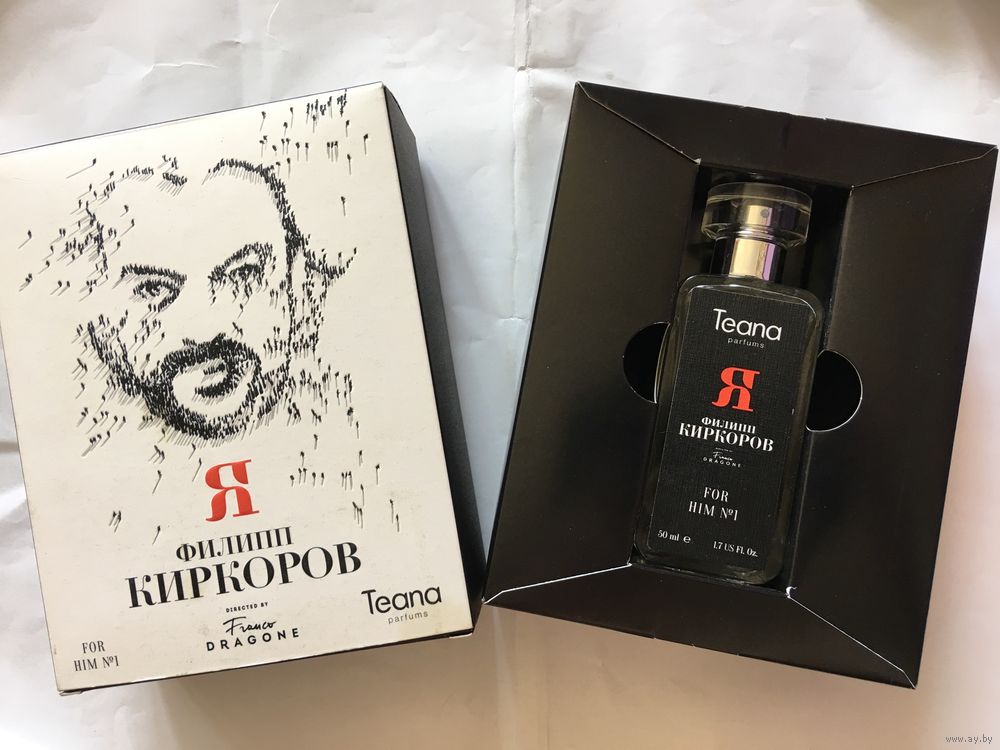 Я
ФИЛИПП
КИРКОРОВ
DIRECTED BY
Franco
DRAGONE
FOR
HIM №1
Teana
parfums
Teana
parfums
Я
ФИЛИПП
КИРКОРОВ
Franco
DRAGONE
FOR
HIM №1
50 ml ℮ 1.7 US Fl. Oz.
www.ay.by